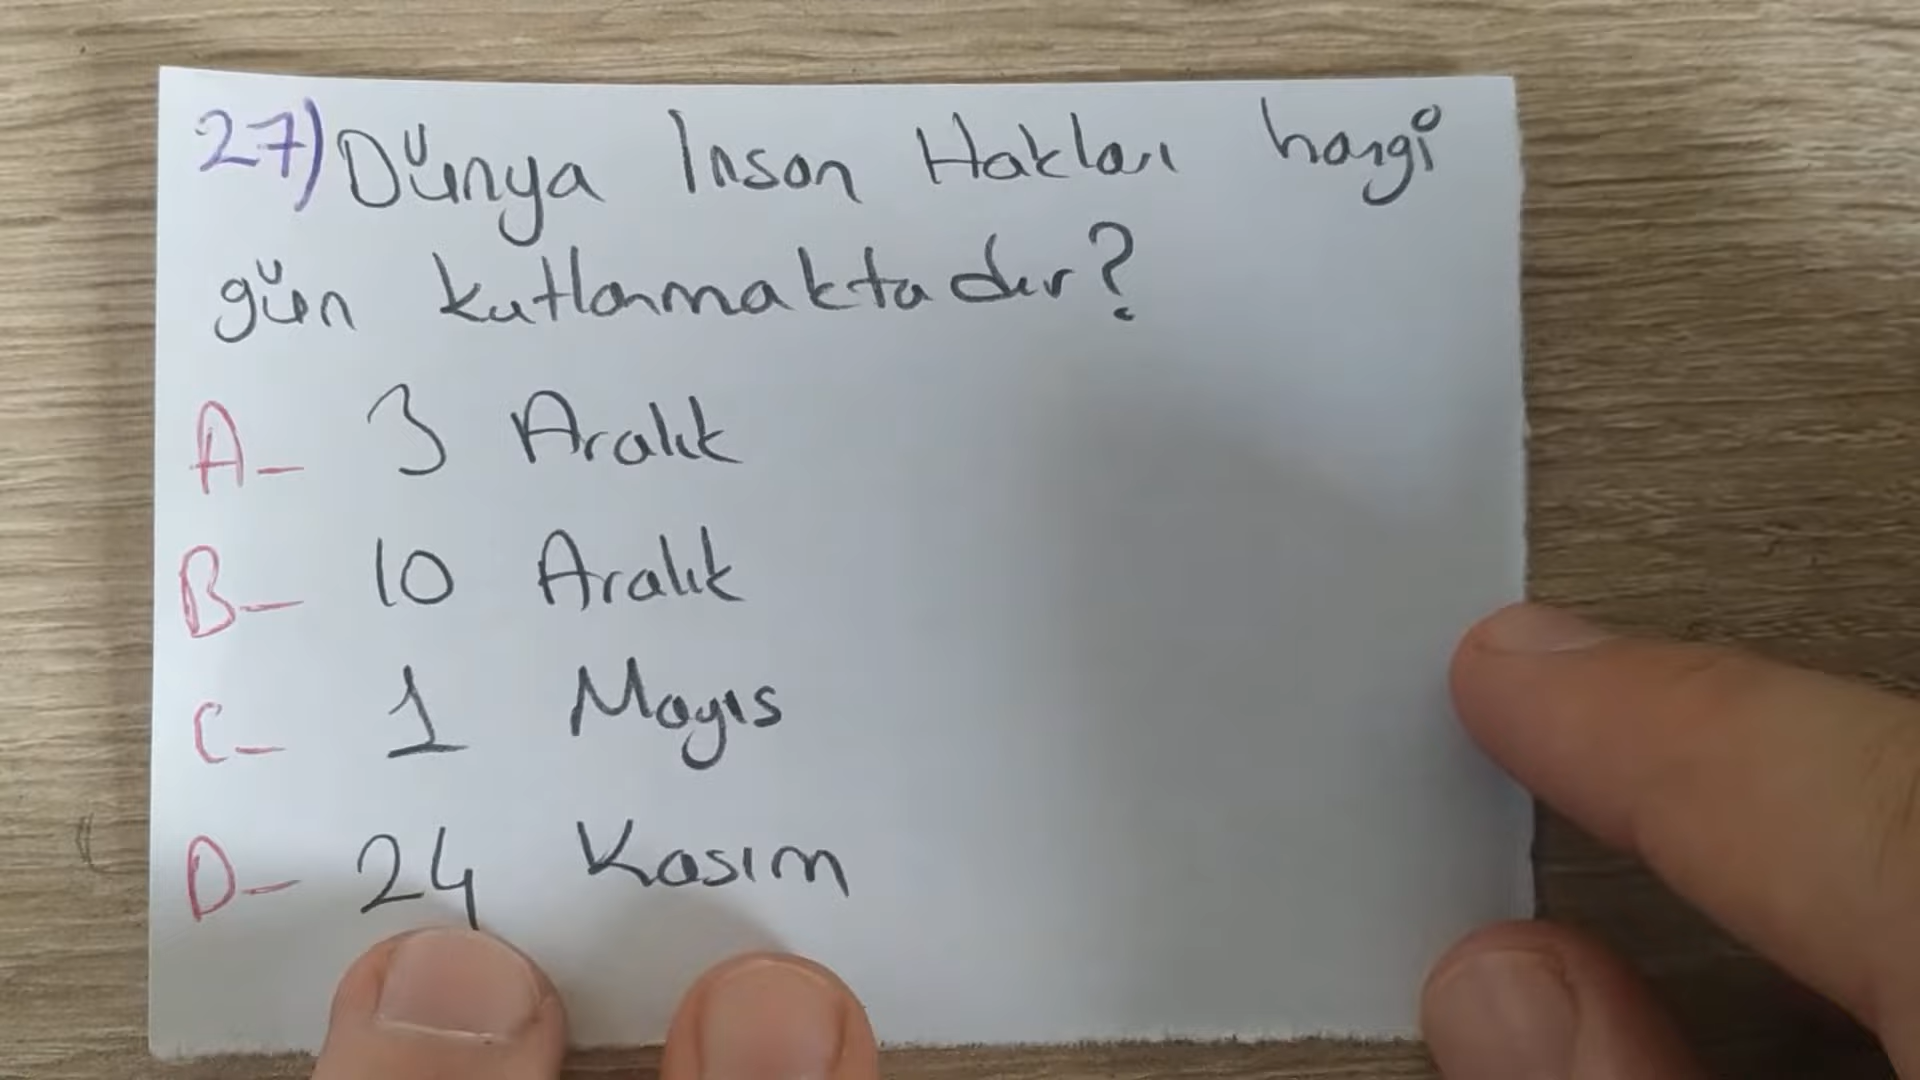 27) Dünya İnsan Hakları hangi
gün kutlanmaktadır?
A- 3 Aralık
B- 10 Aralık
C- 1 Mayıs
D- 24 Kasım